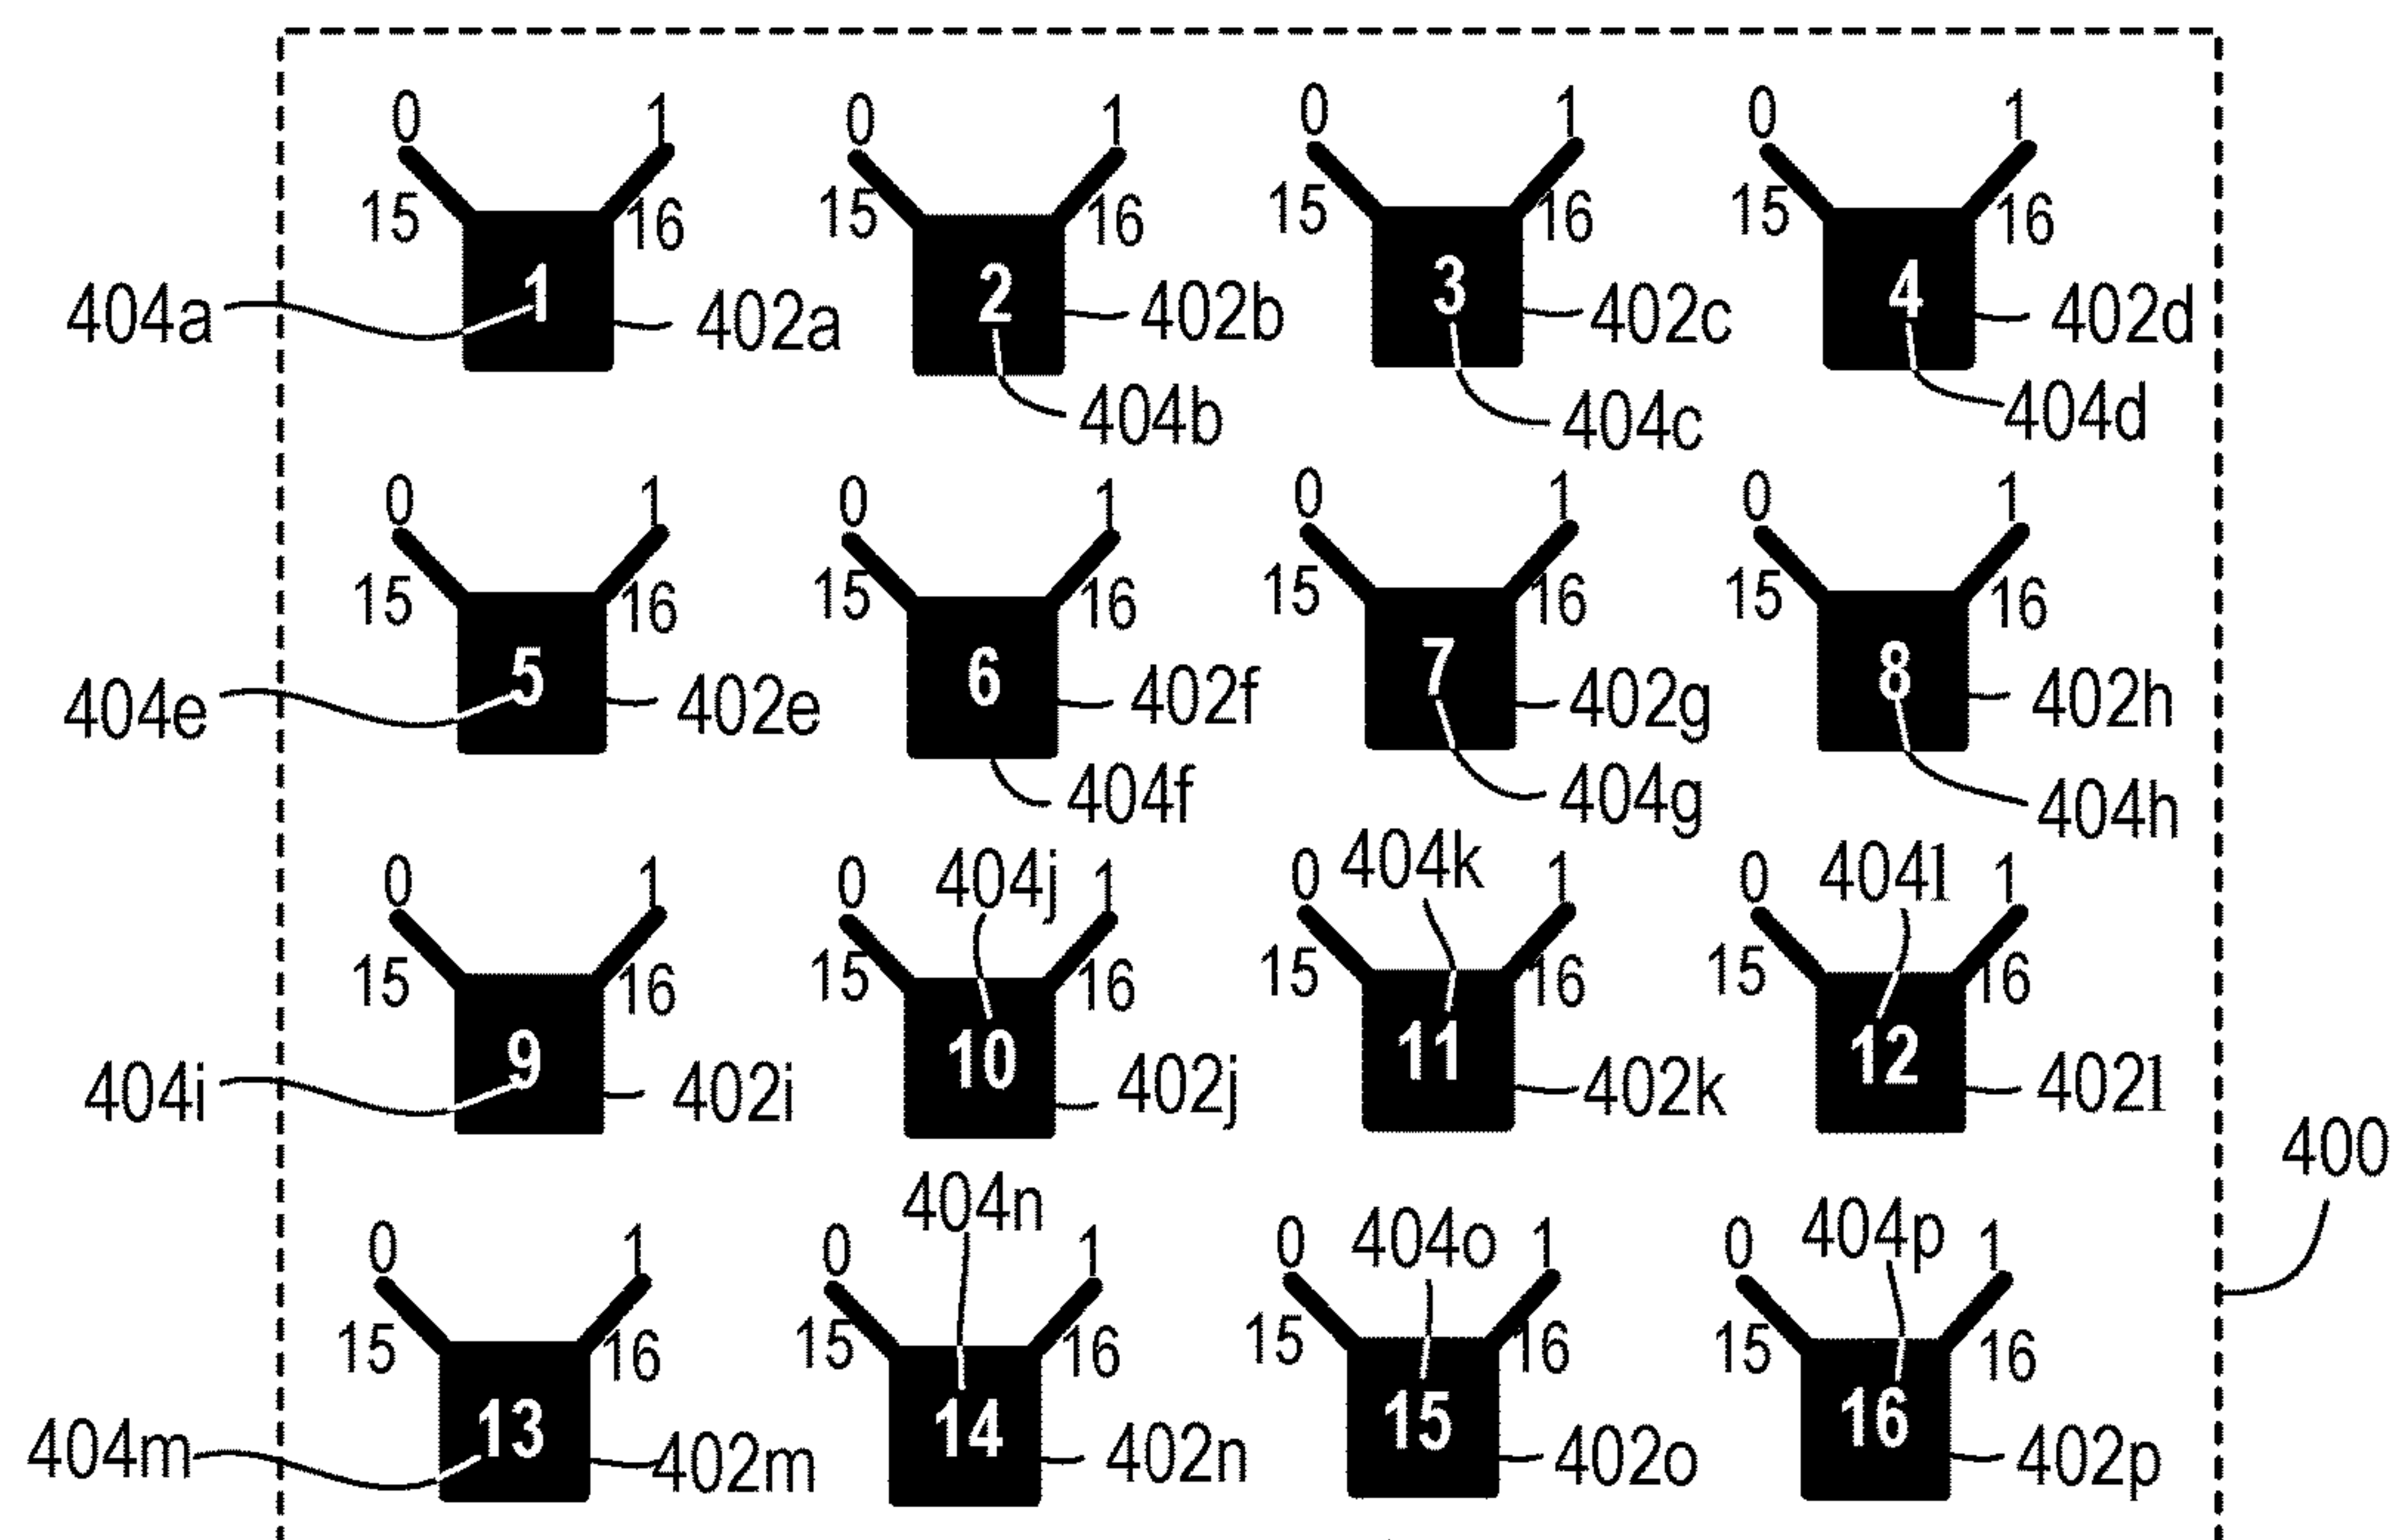 0 1 0 1 0 1 0 1
15 16 15 16 15 16 15 16
1 2 3 4
404a 402a 402b 402c 402d
404b 404c 404d
0 1 0 1 0 1 0 1
15 16 15 16 15 16 15 16
5 6 7 8
404e 402e 402f 402g 402h
404f 404g 404h
404j 404k 404l
0 1 0 1 0 1 0 1
15 16 15 16 15 16 15 16
9 10 11 12
404i 402i 402j 402k 402l
400
404n 404o 404p
0 1 0 1 0 1 0 1
15 16 15 16 15 16 15 16
13 14 15 16
404m 402m 402n 402o 402p